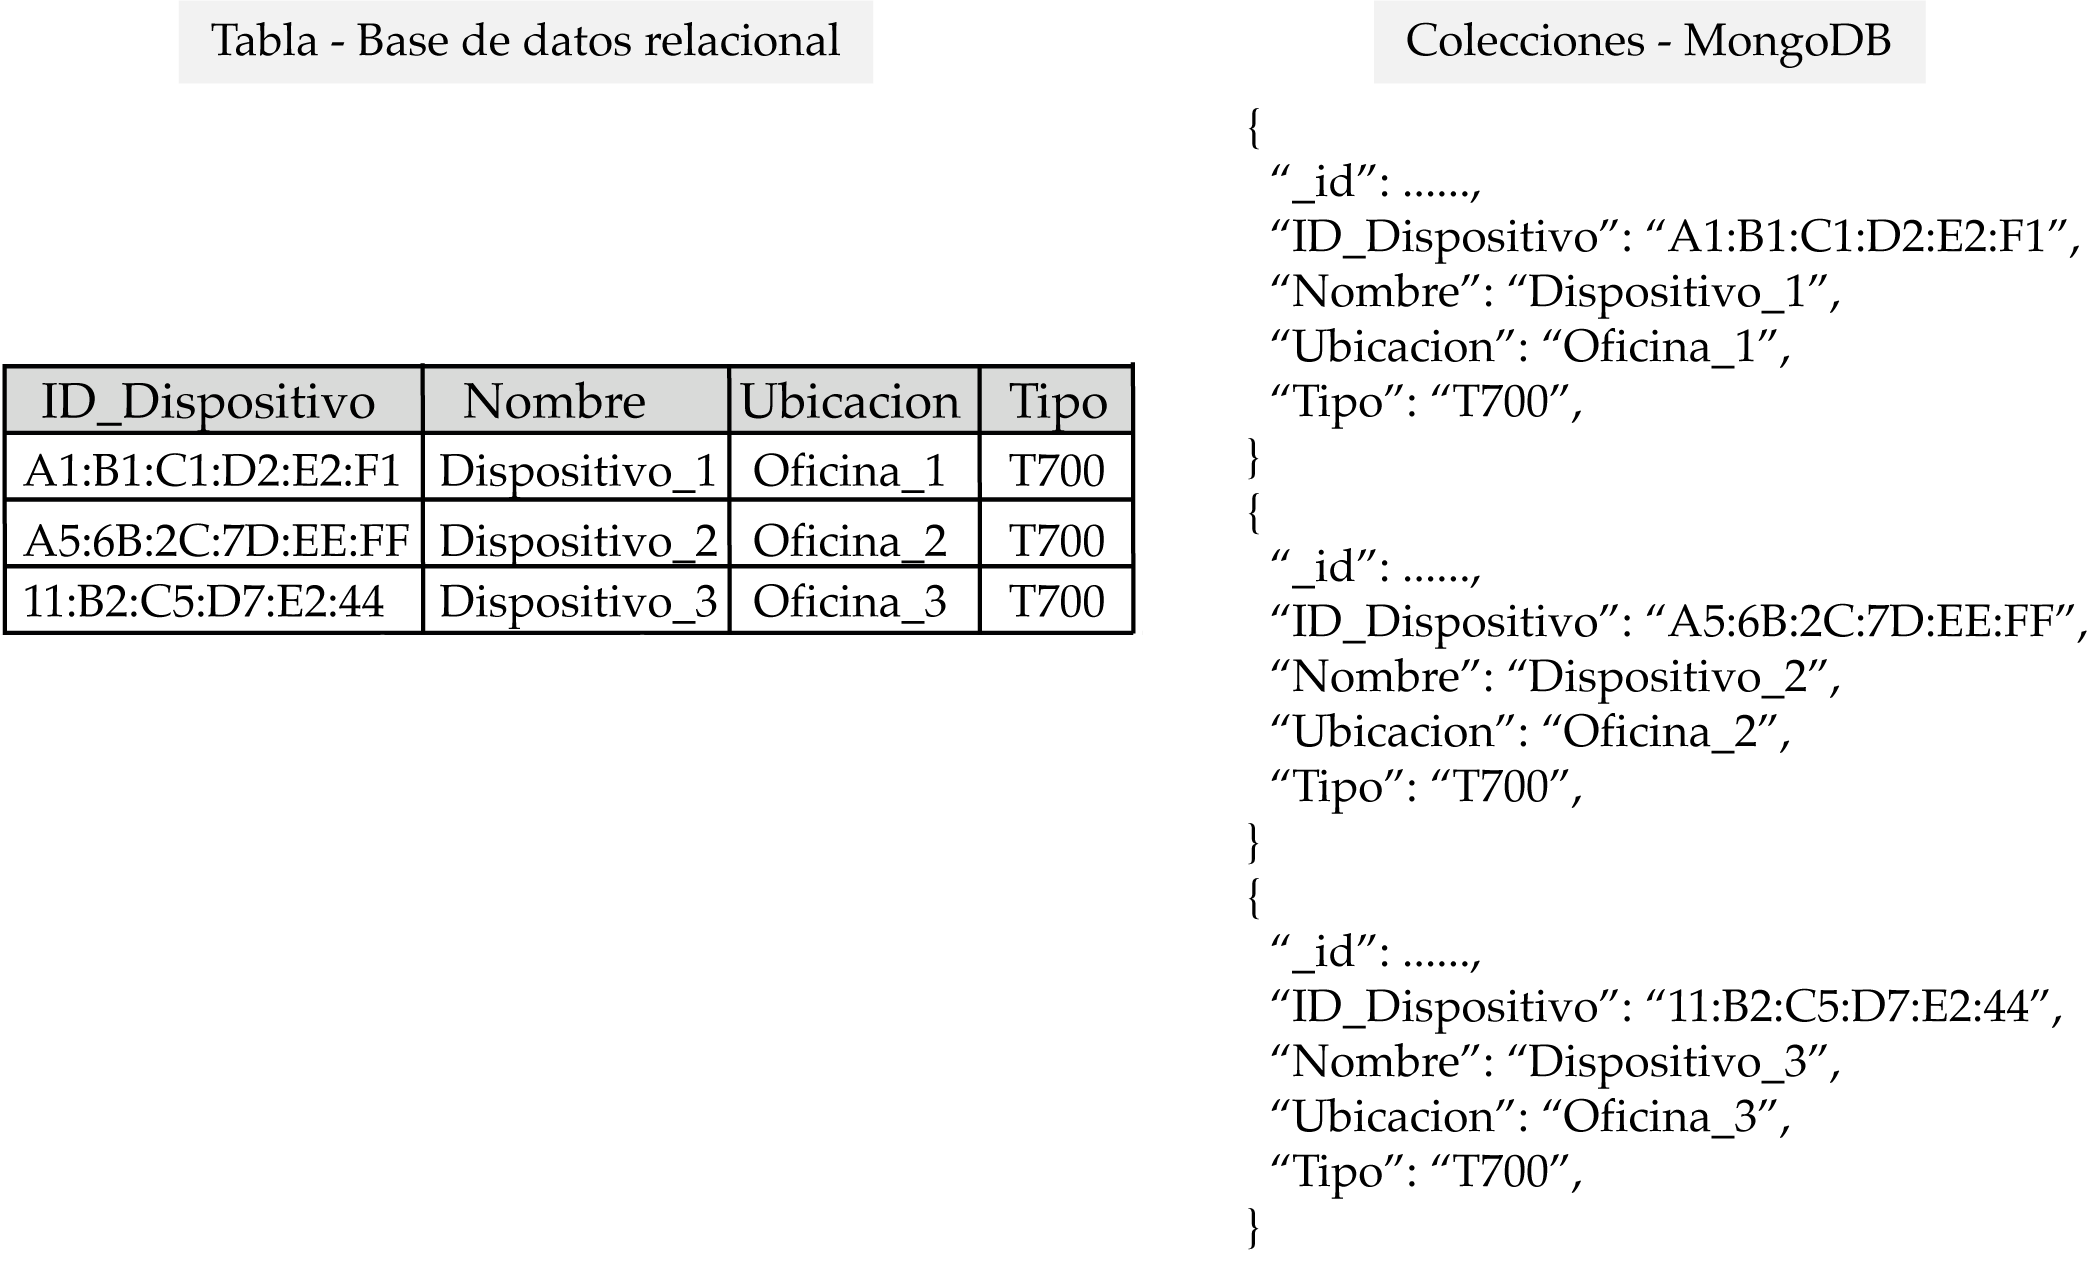 Tabla - Base de datos relacional
ID_Dispositivo Nombre Ubicacion Tipo
A1:B1:C1:D2:E2:F1 Dispositivo_1 Oficina_1 T700
A5:6B:2C:7D:EE:FF Dispositivo_2 Oficina_2 T700
11:B2:C5:D7:E2:44 Dispositivo_3 Oficina_3 T700
Colecciones - MongoDB
{
“_id”: ......,
“ID_Dispositivo”: “A1:B1:C1:D2:E2:F1”,
“Nombre”: “Dispositivo_1”,
“Ubicacion”: “Oficina_1”,
“Tipo”: “T700”,
}
{
“_id”: ......,
“ID_Dispositivo”: “A5:6B:2C:7D:EE:FF”,
“Nombre”: “Dispositivo_2”,
“Ubicacion”: “Oficina_2”,
“Tipo”: “T700”,
}
{
“_id”: ......,
“ID_Dispositivo”: “11:B2:C5:D7:E2:44”,
“Nombre”: “Dispositivo_3”,
“Ubicacion”: “Oficina_3”,
“Tipo”: “T700”,
}